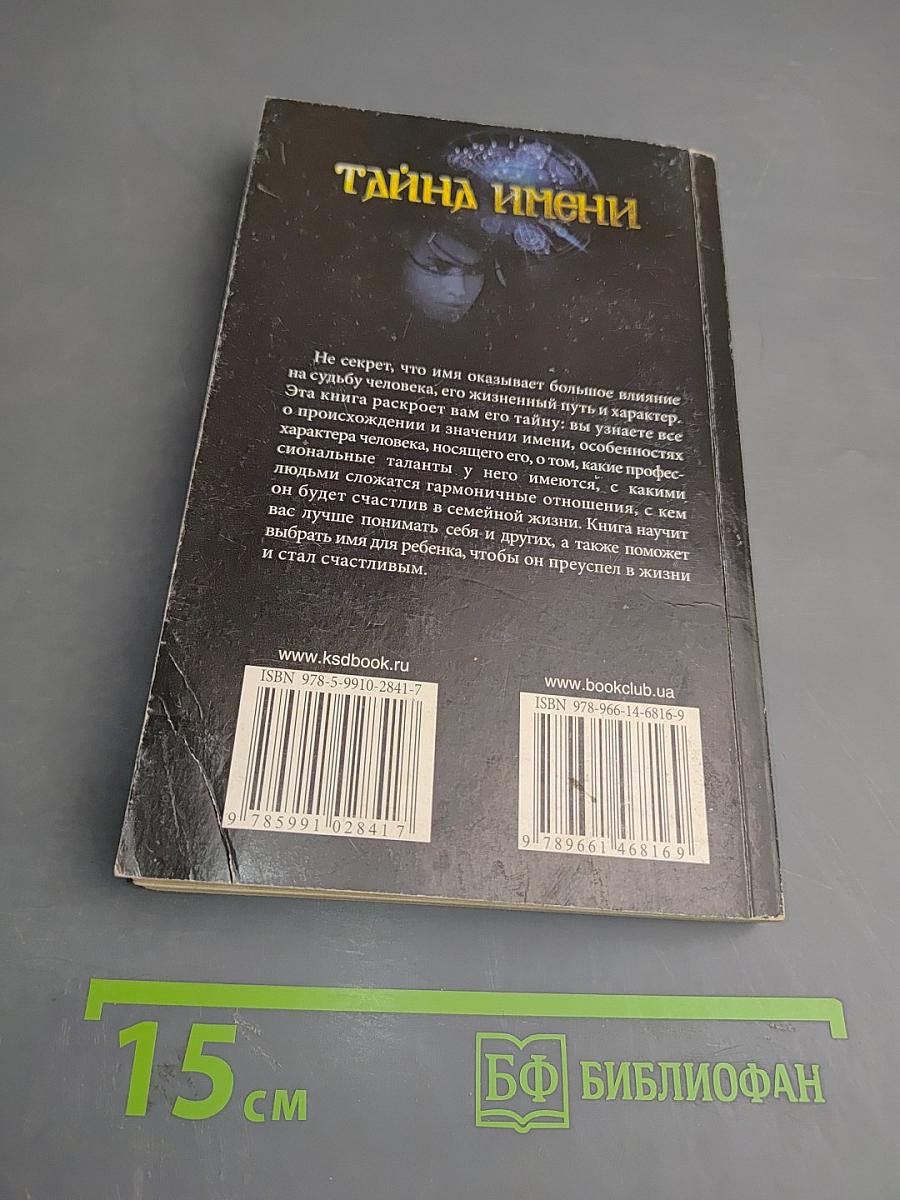 ТАЙНА ИМЕНИ
Не секрет, что имя оказывает большое влияние
на судьбу человека, его жизненный путь и характер.
Эта книга раскроет вам его тайну: вы узнаете все
о происхождении и значении имени, особенностях
характера человека, носящего его, о том, какие профес-
сиональные таланты у него имеются, с какими
людьми сложатся гармоничные отношения, с кем
он будет счастлив в семейной жизни. Книга научит
вас лучше понимать себя и других, а также поможет
выбрать имя для ребенка, чтобы он преуспел в жизни
и стал счастливым.
www.ksdbook.ru
ISBN 978-5-9910-2841-7
9 785991 028417
www.bookclub.ua
ISBN 978-966-14-6816-9
9 789661 468169
15 см
БФ БИБЛИОФАН